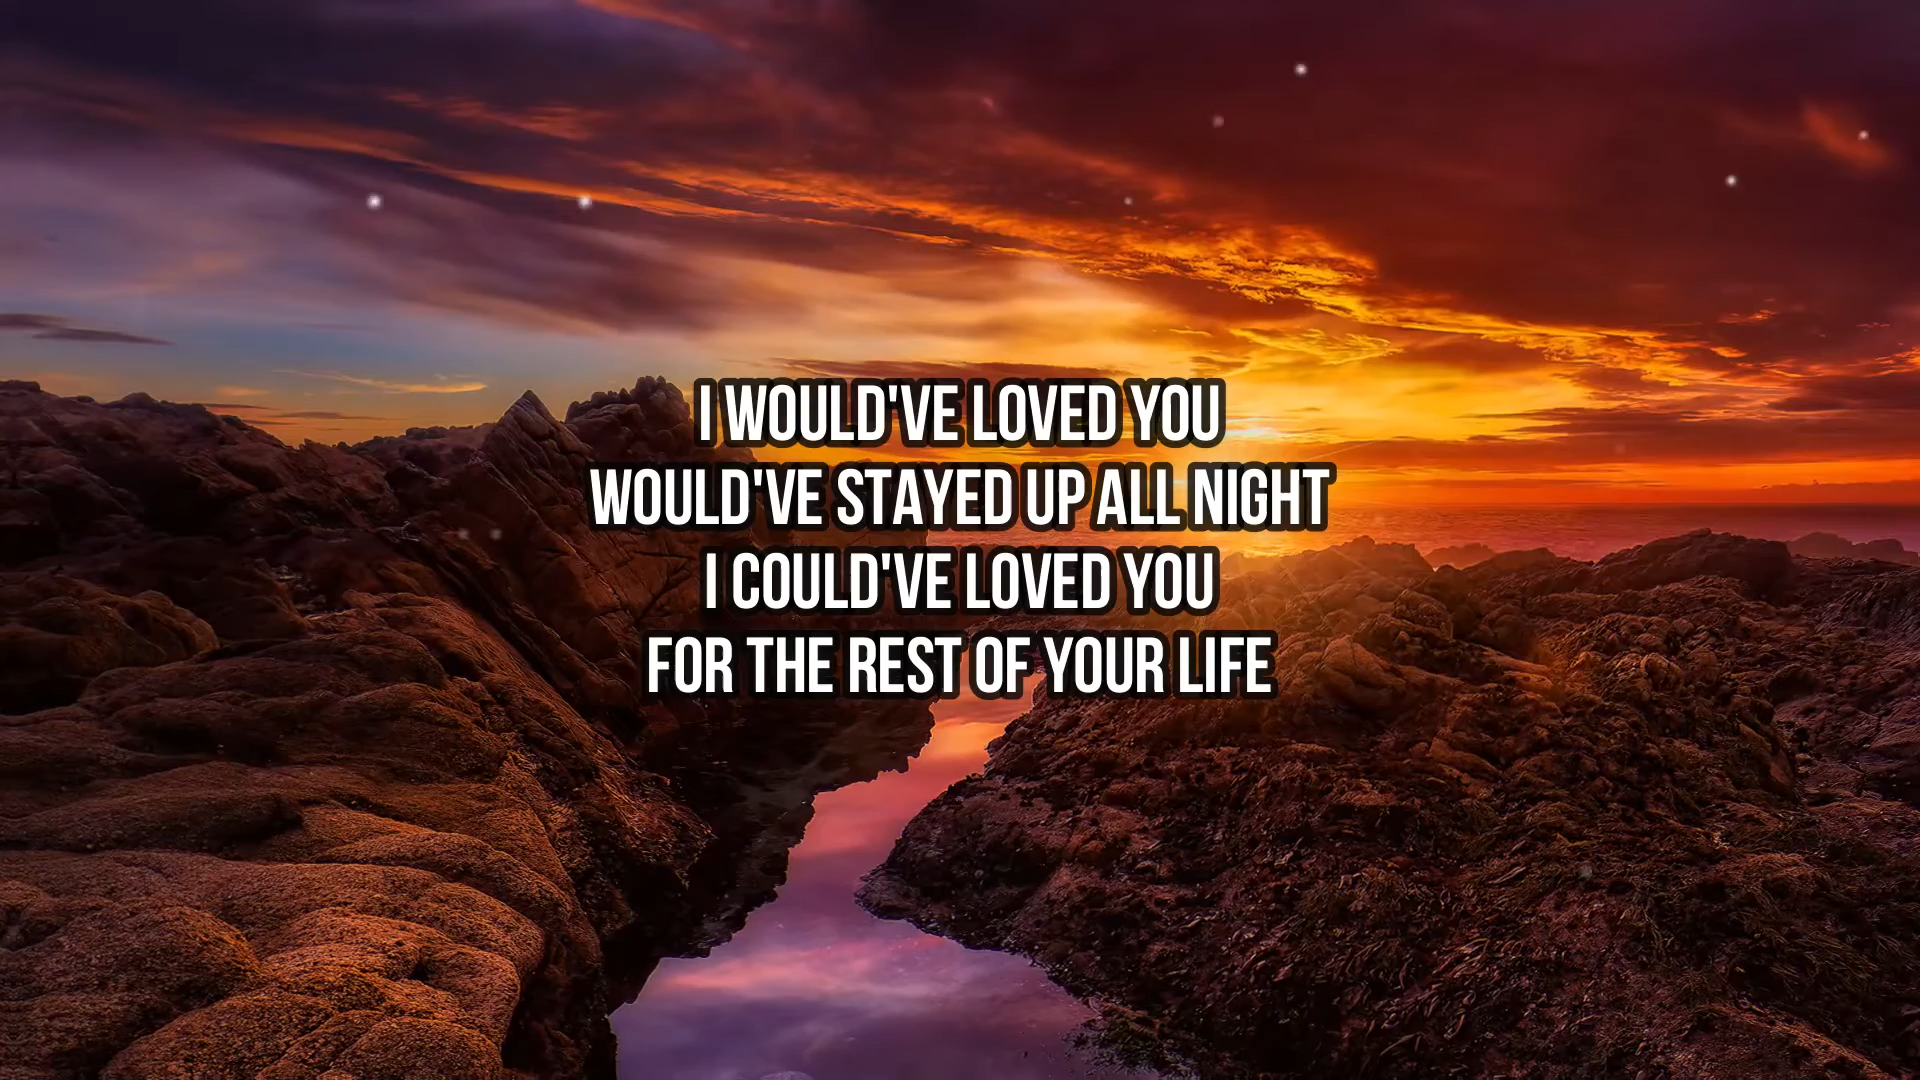 I WOULD'VE LOVED YOU
WOULD'VE STAYED UP ALL NIGHT
I COULD'VE LOVED YOU
FOR THE REST OF YOUR LIFE